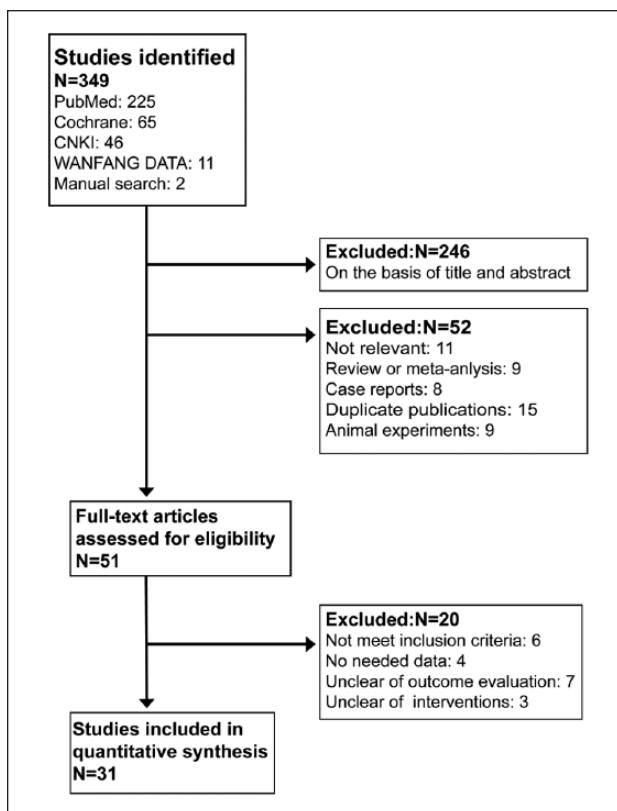 Studies identified
N=349
PubMed: 225
Cochrane: 65
CNKI: 46
WANFANG DATA: 11
Manual search: 2
Excluded:N=246
On the basis of title and abstract
Excluded:N=52
Not relevant: 11
Review or meta-anlysis: 9
Case reports: 8
Duplicate publications: 15
Animal experiments: 9
Full-text articles
assessed for eligibility
N=51
Excluded:N=20
Not meet inclusion criteria: 6
No needed data: 4
Unclear of outcome evaluation: 7
Unclear of interventions: 3
Studies included in
quantitative synthesis
N=31